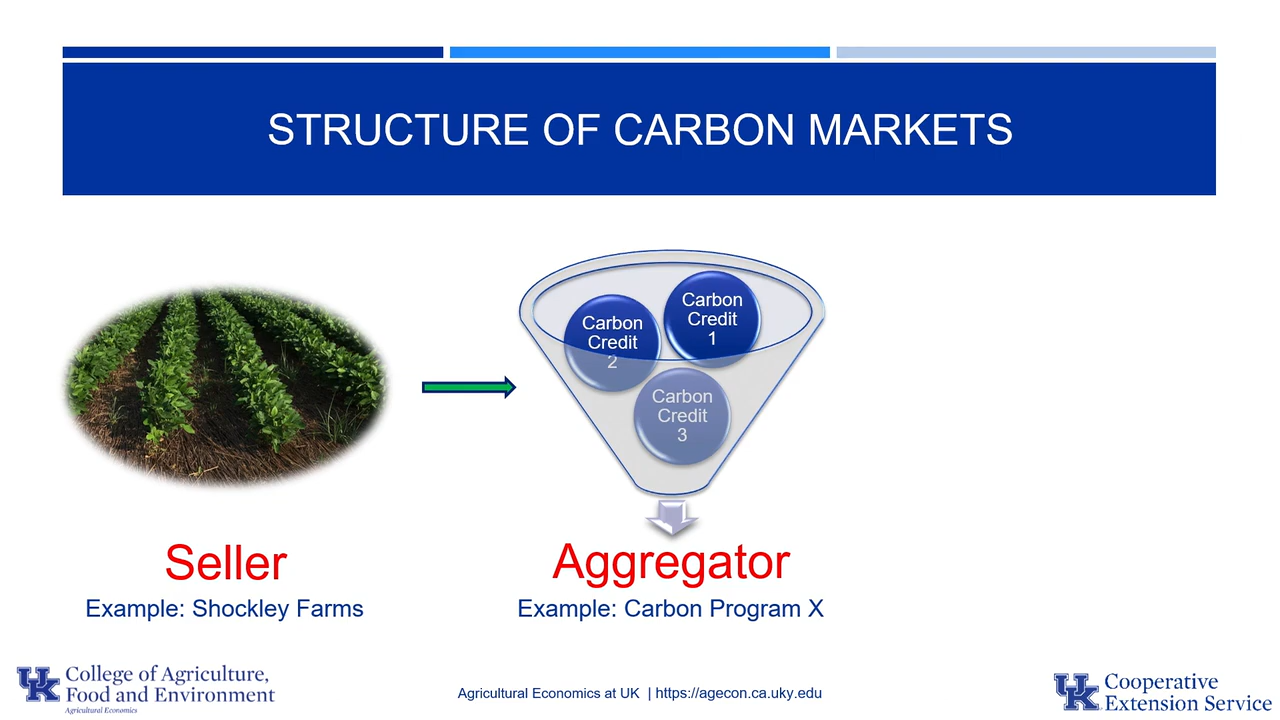 STRUCTURE OF CARBON MARKETS
Carbon
Credit
1
Carbon
Credit
2
Carbon
Credit
3
Seller
Example: Shockley Farms
Aggregator
Example: Carbon Program X
UK
College of Agriculture,
Food and Environment
Agricultural Economics
Agricultural Economics at UK | https://agecon.ca.uky.edu
UK
Cooperative
Extension Service